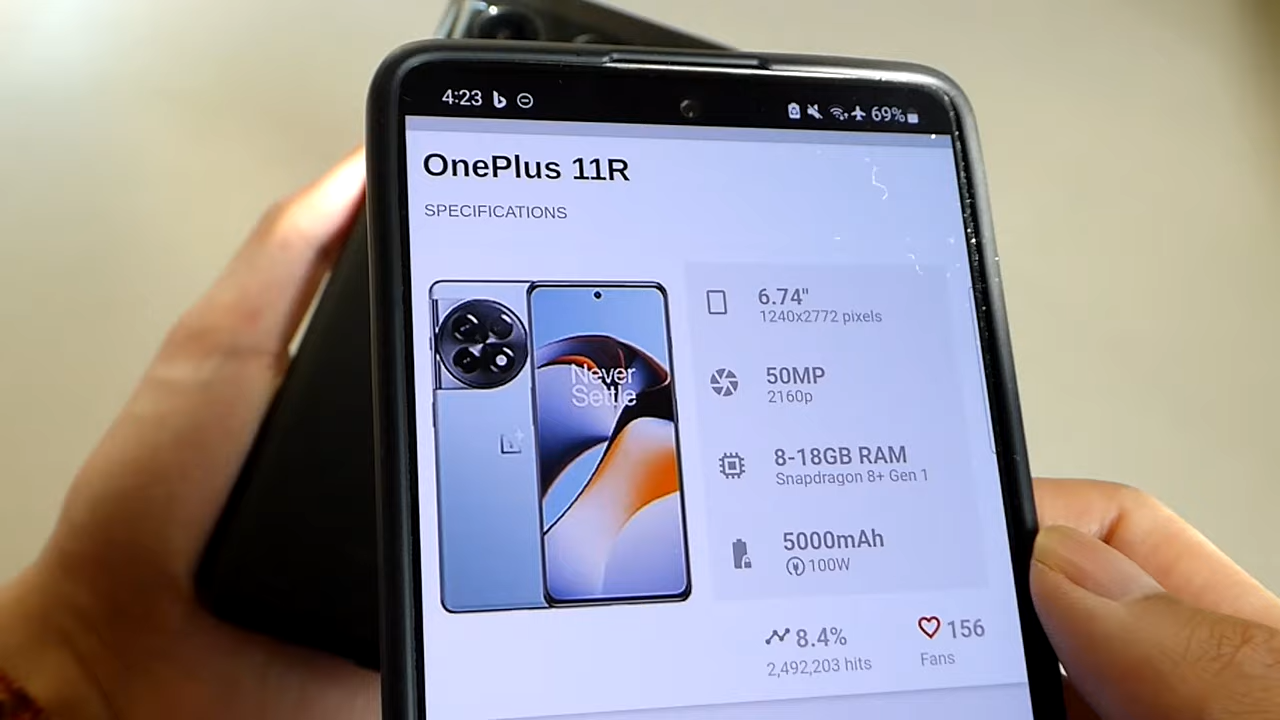 4:23
69%
OnePlus 11R
SPECIFICATIONS
Never
Settle
6.74"
1240x2772 pixels
50MP
2160p
8-18GB RAM
Snapdragon 8+ Gen 1
5000mAh
100W
8.4%
2,492,203 hits
156
Fans